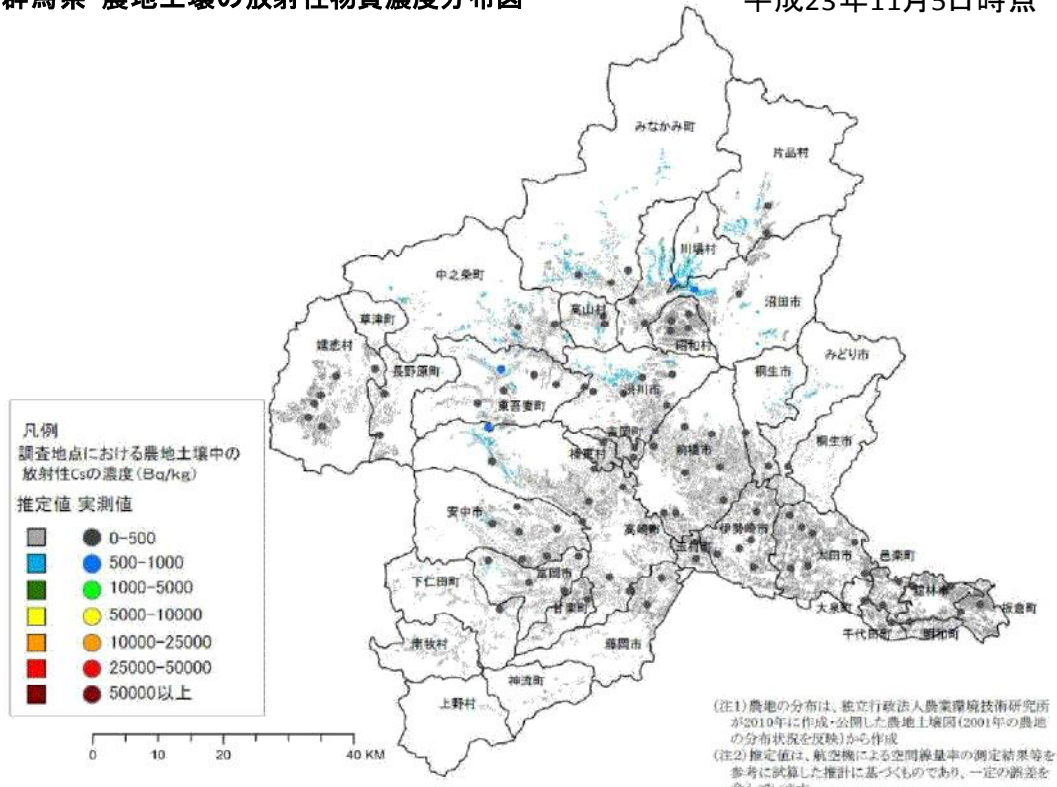 群馬県 農地土壌の放射性物質濃度分布図
平成23年11月5日時点
みなかみ町
片品村
川場村
中之条町
沼田市
高山村
草津町
昭和村
嬬恋村
みどり市
長野原町
桐生市
渋川市
東吾妻町
桐生市
吉岡町
前橋市
榛東村
安中市
高崎市
伊勢崎市
玉村町
太田市
邑楽町
下仁田町
富岡市
館林市
甘楽町
大泉町
板倉町
千代田町
明和町
南牧村
藤岡市
神流町
上野村
凡例
調査地点における農地土壌中の
放射性Csの濃度(Bq/kg)
推定値 実測値
0-500
500-1000
1000-5000
5000-10000
10000-25000
25000-50000
50000以上
0 10 20 40 KM
(注1)農地の分布は、独立行政法人農業環境技術研究所
が2010年に作成・公開した農地土壌図(2001年の農地
の分布状況を反映)から作成
(注2)推定値は、航空機による空間線量率の測定結果等を
参考に試算した推計に基づくものであり、一定の誤差を